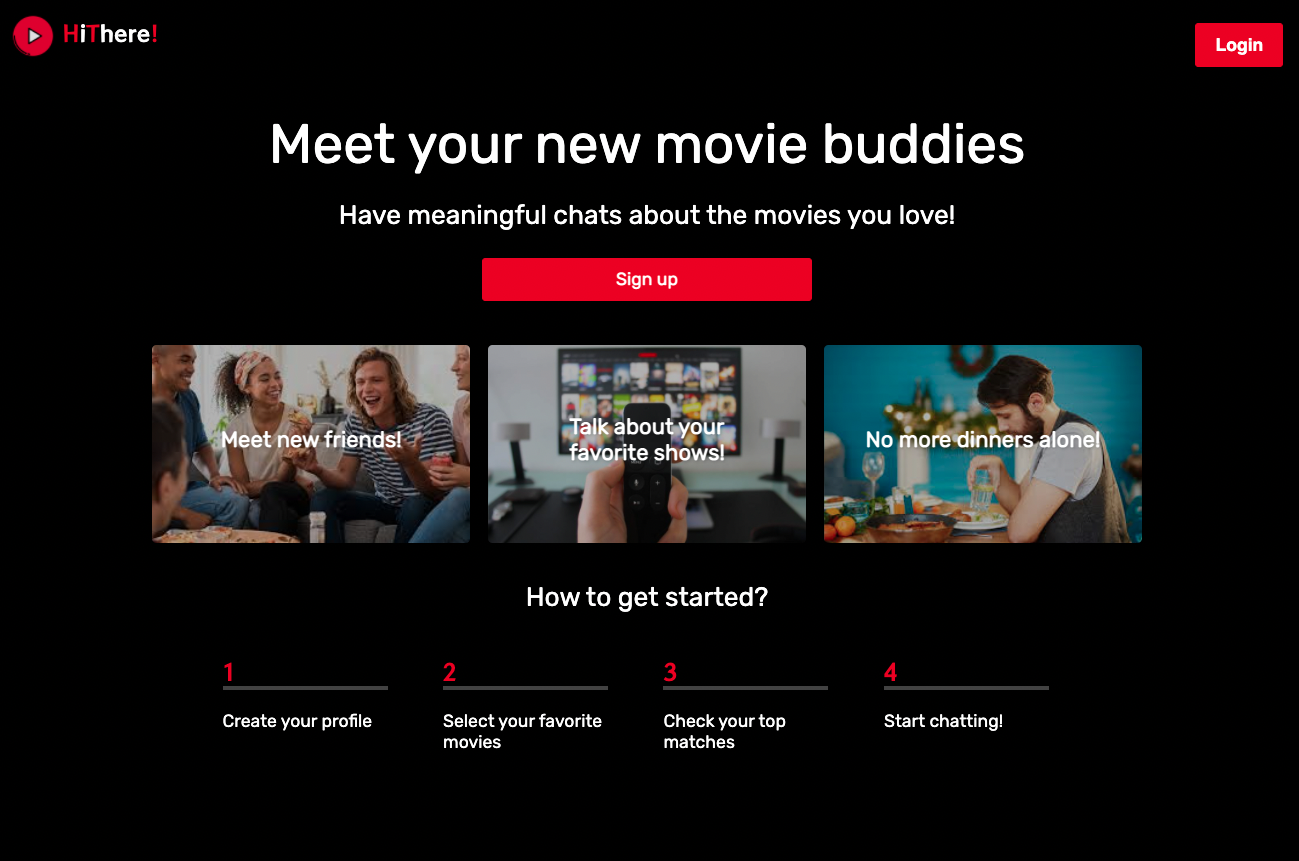 HiThere!
Login
Meet your new movie buddies
Have meaningful chats about the movies you love!
Sign up
Meet new friends!
Talk about your
favorite shows!
No more dinners alone!
How to get started?
1
Create your profile
2
Select your favorite
movies
3
Check your top
matches
4
Start chatting!